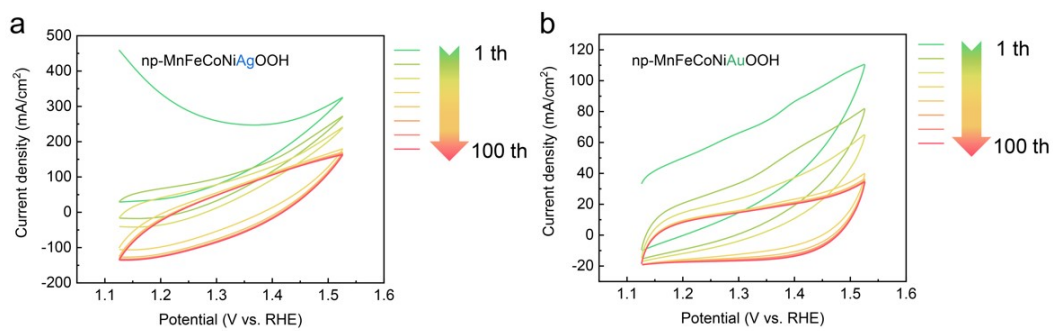 a
np-MnFeCoNiAgOOH
1 th
100 th
Current density (mA/cm²)
500
400
300
200
100
0
-100
-200
1.1
1.2
1.3
1.4
1.5
1.6
Potential (V vs. RHE)
b
np-MnFeCoNiAuOOH
1 th
100 th
Current density (mA/cm²)
120
100
80
60
40
20
0
-20
1.1
1.2
1.3
1.4
1.5
1.6
Potential (V vs. RHE)